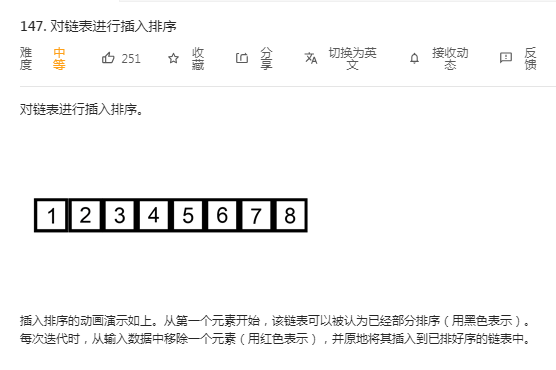 147. 对链表进行插入排序
难度 中等 251 收藏 分享 切换为英文 接收动态 反馈
对链表进行插入排序。
1 2 3 4 5 6 7 8
插入排序的动画演示如上。从第一个元素开始，该链表可以被认为已经部分排序（用黑色表示）。
每次迭代时，从输入数据中移除一个元素（用红色表示），并原地将其插入到已排好序的链表中。